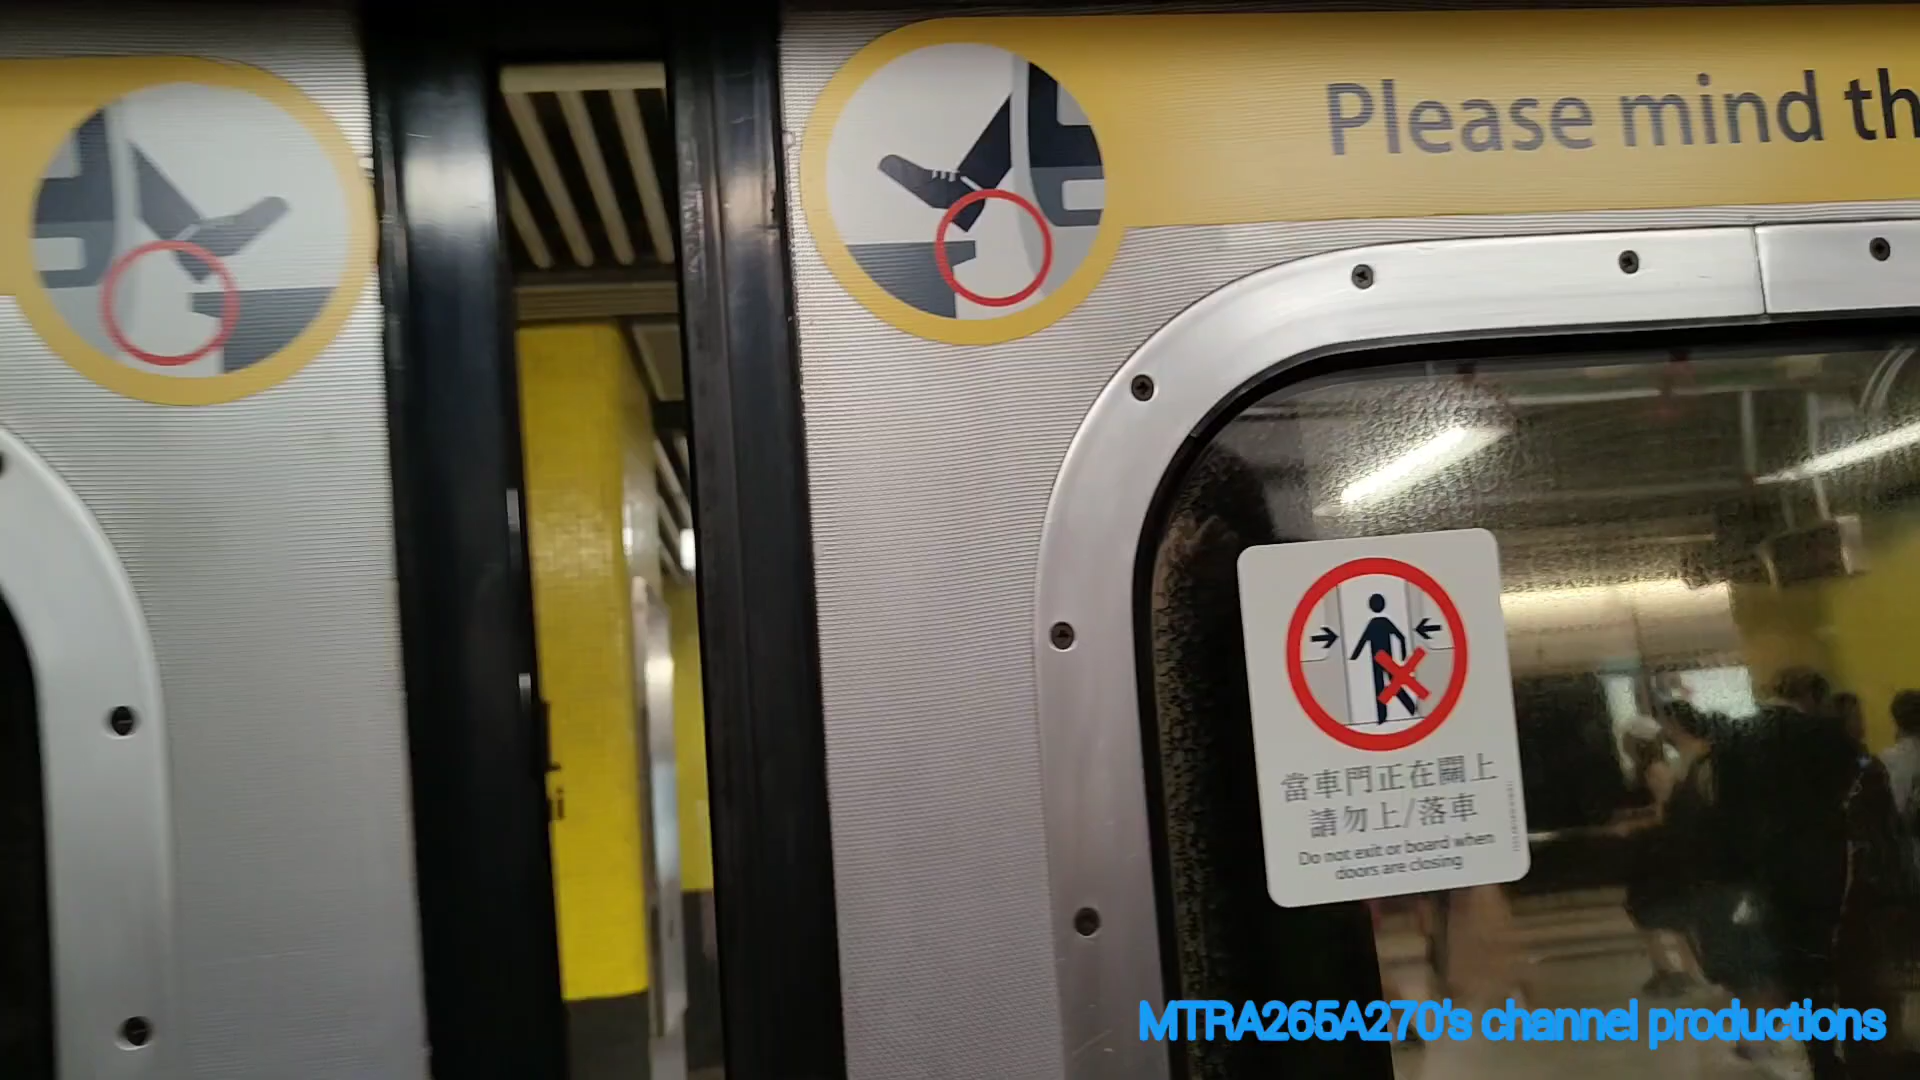 Please mind th
當車門正在關上
請勿上/落車
Do not exit or board when
doors are closing
MTRA265A270's channel productions